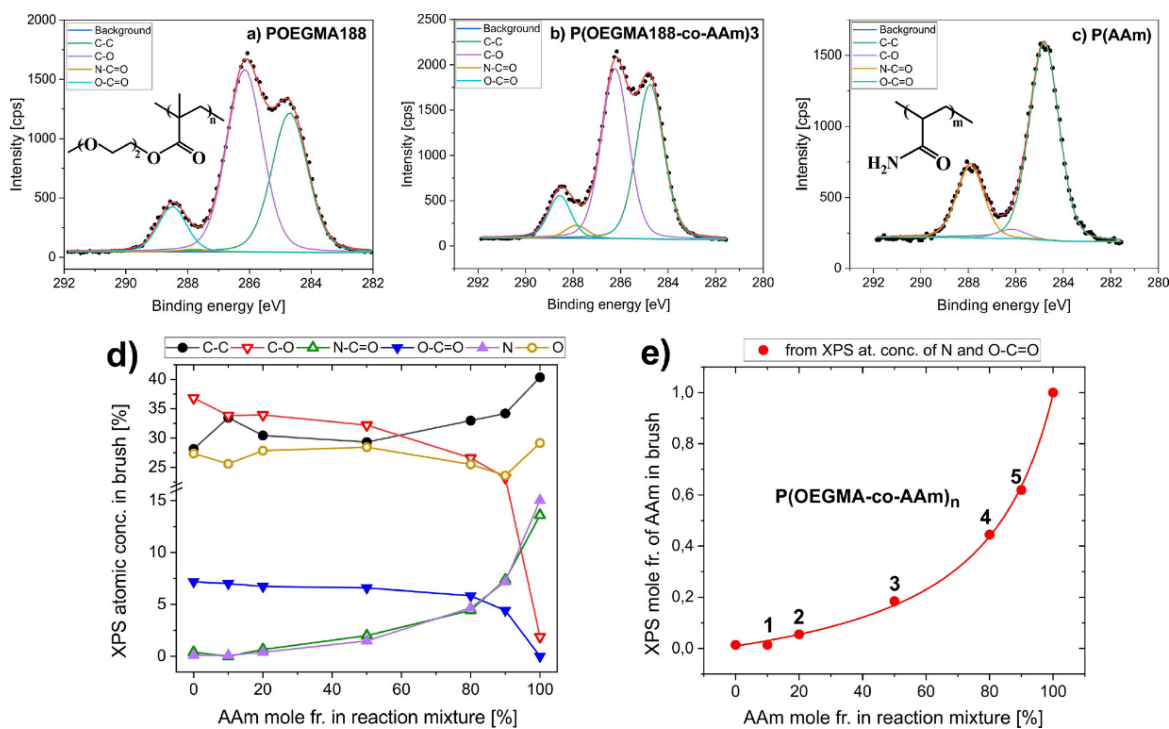 a) POEGMA188
Background
C-C
C-O
N-C=O
O-C=O
2000
1500
1000
500
0
Intensity [cps]
292 290 288 286 284 282
Binding energy [eV]
O
2
O
O
n
b) P(OEGMA188-co-AAm)3
Background
C-C
C-O
N-C=O
O-C=O
2500
2000
1500
1000
500
0
Intensity [cps]
292 290 288 286 284 282 280
Binding energy [eV]
c) P(AAm)
Background
C-C
C-O
N-C=O
O-C=O
1500
1000
500
0
Intensity [cps]
292 290 288 286 284 282 280
Binding energy [eV]
m
H₂N
O
d)
C-C C-O N-C=O O-C=O N O
40
35
30
25
15
10
5
0
XPS atomic conc. in brush [%]
0 20 40 60 80 100
AAm mole fr. in reaction mixture [%]
e)
from XPS at. conc. of N and O-C=O
1,0
0,8
0,6
0,4
0,2
0,0
XPS mole fr. of AAm in brush
P(OEGMA-co-AAm)n
1
2
3
4
5
0 20 40 60 80 100
AAm mole fr. in reaction mixture [%]